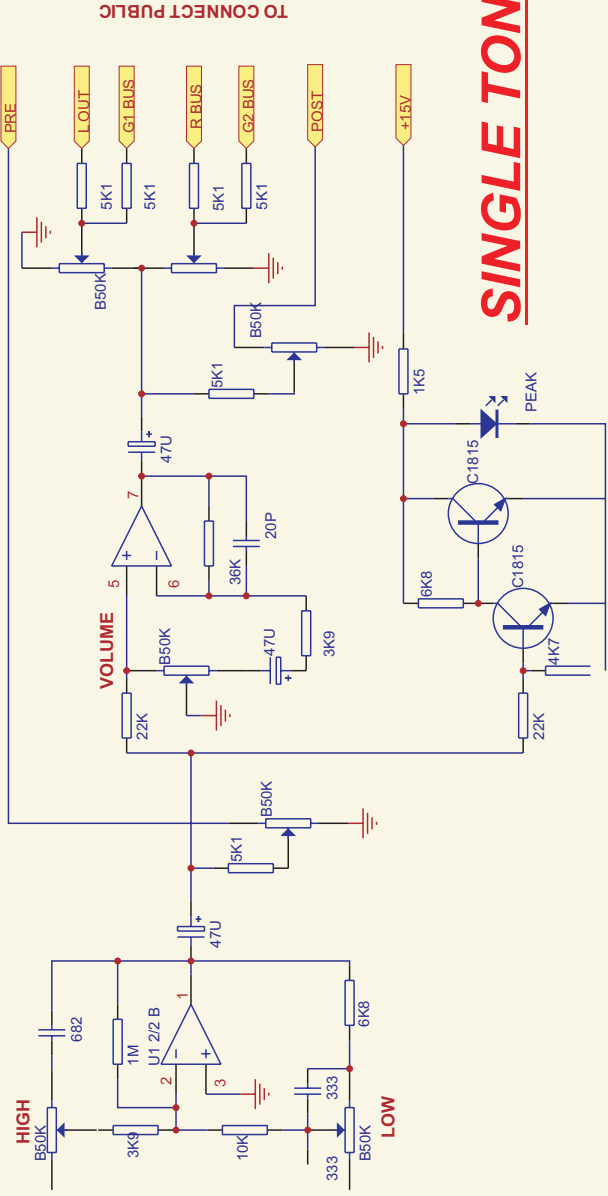 TO CONNECT PUBLIC
PRE
L OUT
G1 BUS
R BUS
G2 BUS
POST
+15V
5K1
5K1
5K1
5K1
B50K
B50K
5K1
1K5
SINGLE TON
47U
7
PEAK
C1815
5
+
−
6
36K
20P
6K8
C1815
VOLUME
B50K
47U
3K9
4K7
22K
22K
B50K
5K1
47U
1
682
1M
U1 2/2 B
6K8
2
−
+
3
333
HIGH
B50K
3K9
10K
333
B50K
LOW